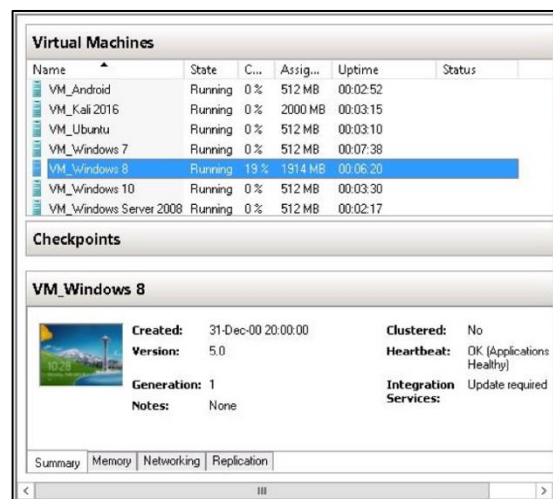 Virtual Machines
Name State C... Assig... Uptime Status
VM_Android Running 0 % 512 MB 00:02:52
VM_Kali 2016 Running 0 % 2000 MB 00:03:15
VM_Ubuntu Running 0 % 512 MB 00:03:10
VM_Windows 7 Running 0 % 512 MB 00:07:38
VM_Windows 8 Running 19 % 1914 MB 00:06:20
VM_Windows 10 Running 0 % 512 MB 00:03:30
VM_Windows Server 2008 Running 0 % 512 MB 00:02:17
Checkpoints
VM_Windows 8
Created: 31-Dec-00 20:00:00 Clustered: No
Version: 5.0 Heartbeat: OK (Applications
Healthy)
Generation: 1 Integration Update required
Services:
Notes: None
10:28
Summary Memory Networking Replication